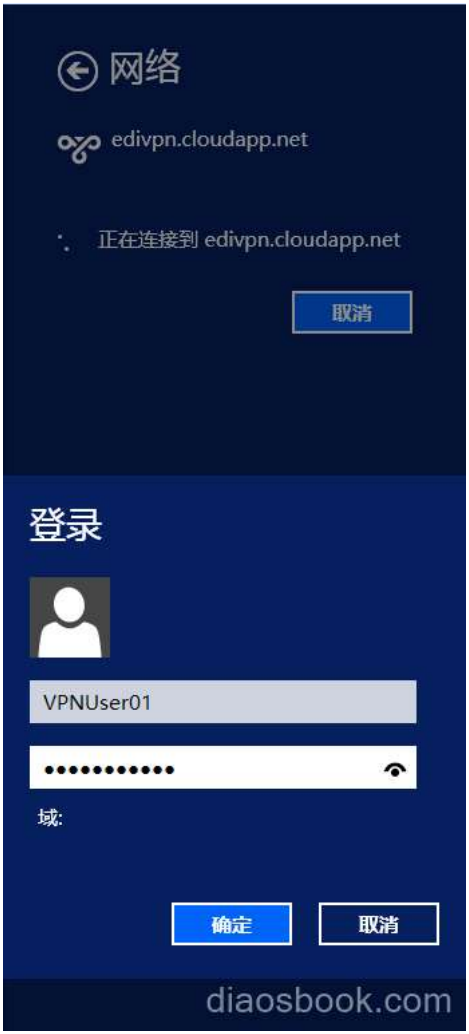 网络
edivpn.cloudapp.net
正在连接到 edivpn.cloudapp.net
取消
登录
VPNUser01
•••••••••••
域:
确定 取消
diaosbook.com